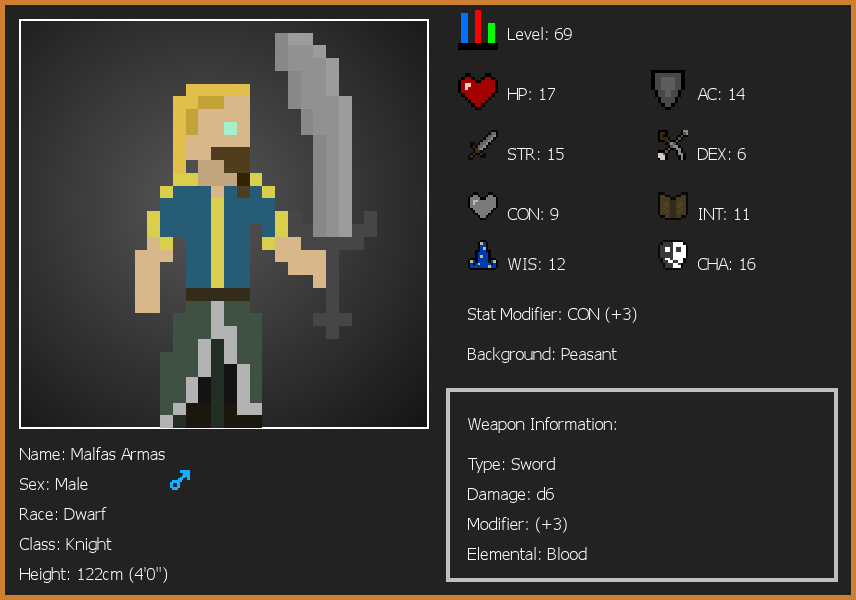 Level: 69
HP: 17
AC: 14
STR: 15
DEX: 6
CON: 9
INT: 11
WIS: 12
CHA: 16
Stat Modifier: CON (+3)
Background: Peasant
Weapon Information:
Type: Sword
Damage: d6
Modifier: (+3)
Elemental: Blood
Name: Malfas Armas
Sex: Male
Race: Dwarf
Class: Knight
Height: 122cm (4'0")